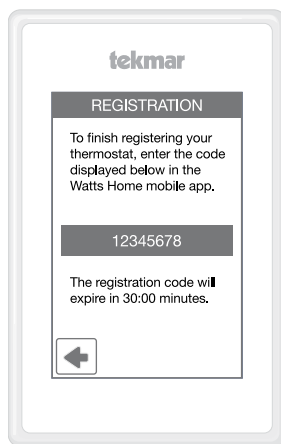 tekmar
REGISTRATION
To finish registering your
thermostat, enter the code
displayed below in the
Watts Home mobile app.
12345678
The registration code will
expire in 30:00 minutes.